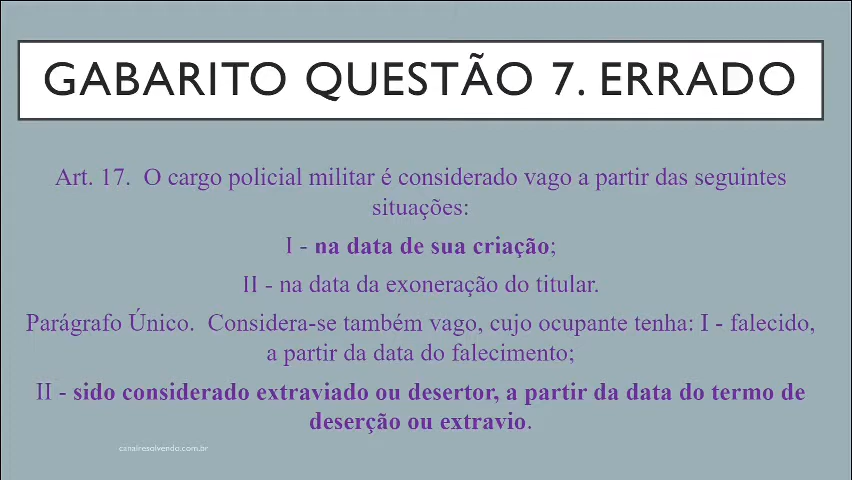 GABARITO QUESTÃO 7. ERRADO
Art. 17.  O cargo policial militar é considerado vago a partir das seguintes
situações:
I - na data de sua criação;
II - na data da exoneração do titular.
Parágrafo Único.  Considera-se também vago, cujo ocupante tenha: I - falecido,
a partir da data do falecimento;
II - sido considerado extraviado ou desertor, a partir da data do termo de
deserção ou extravio.
canalresolvendo.com.br